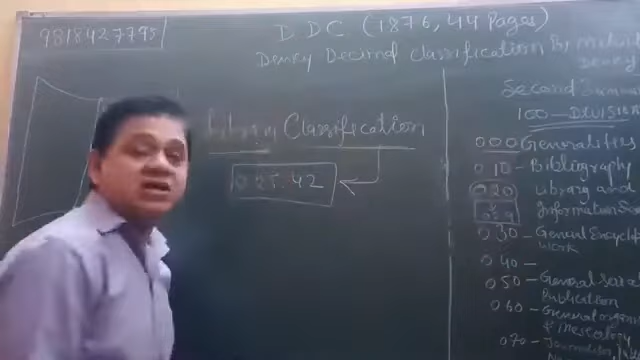 9818427795
DDC (1876, 44 Pages)
Dewey Decimal Classification By Melvil
Dewey
Library Classification
025.42
Second Summary
100 - DIVISION
000 Generalities
010 - Bibliography
020 Library and
Information
030 - General Encyclop
Work
040 -
050 - General Serial
Publication
060 - General organi
& Museology
070 - Journalism,